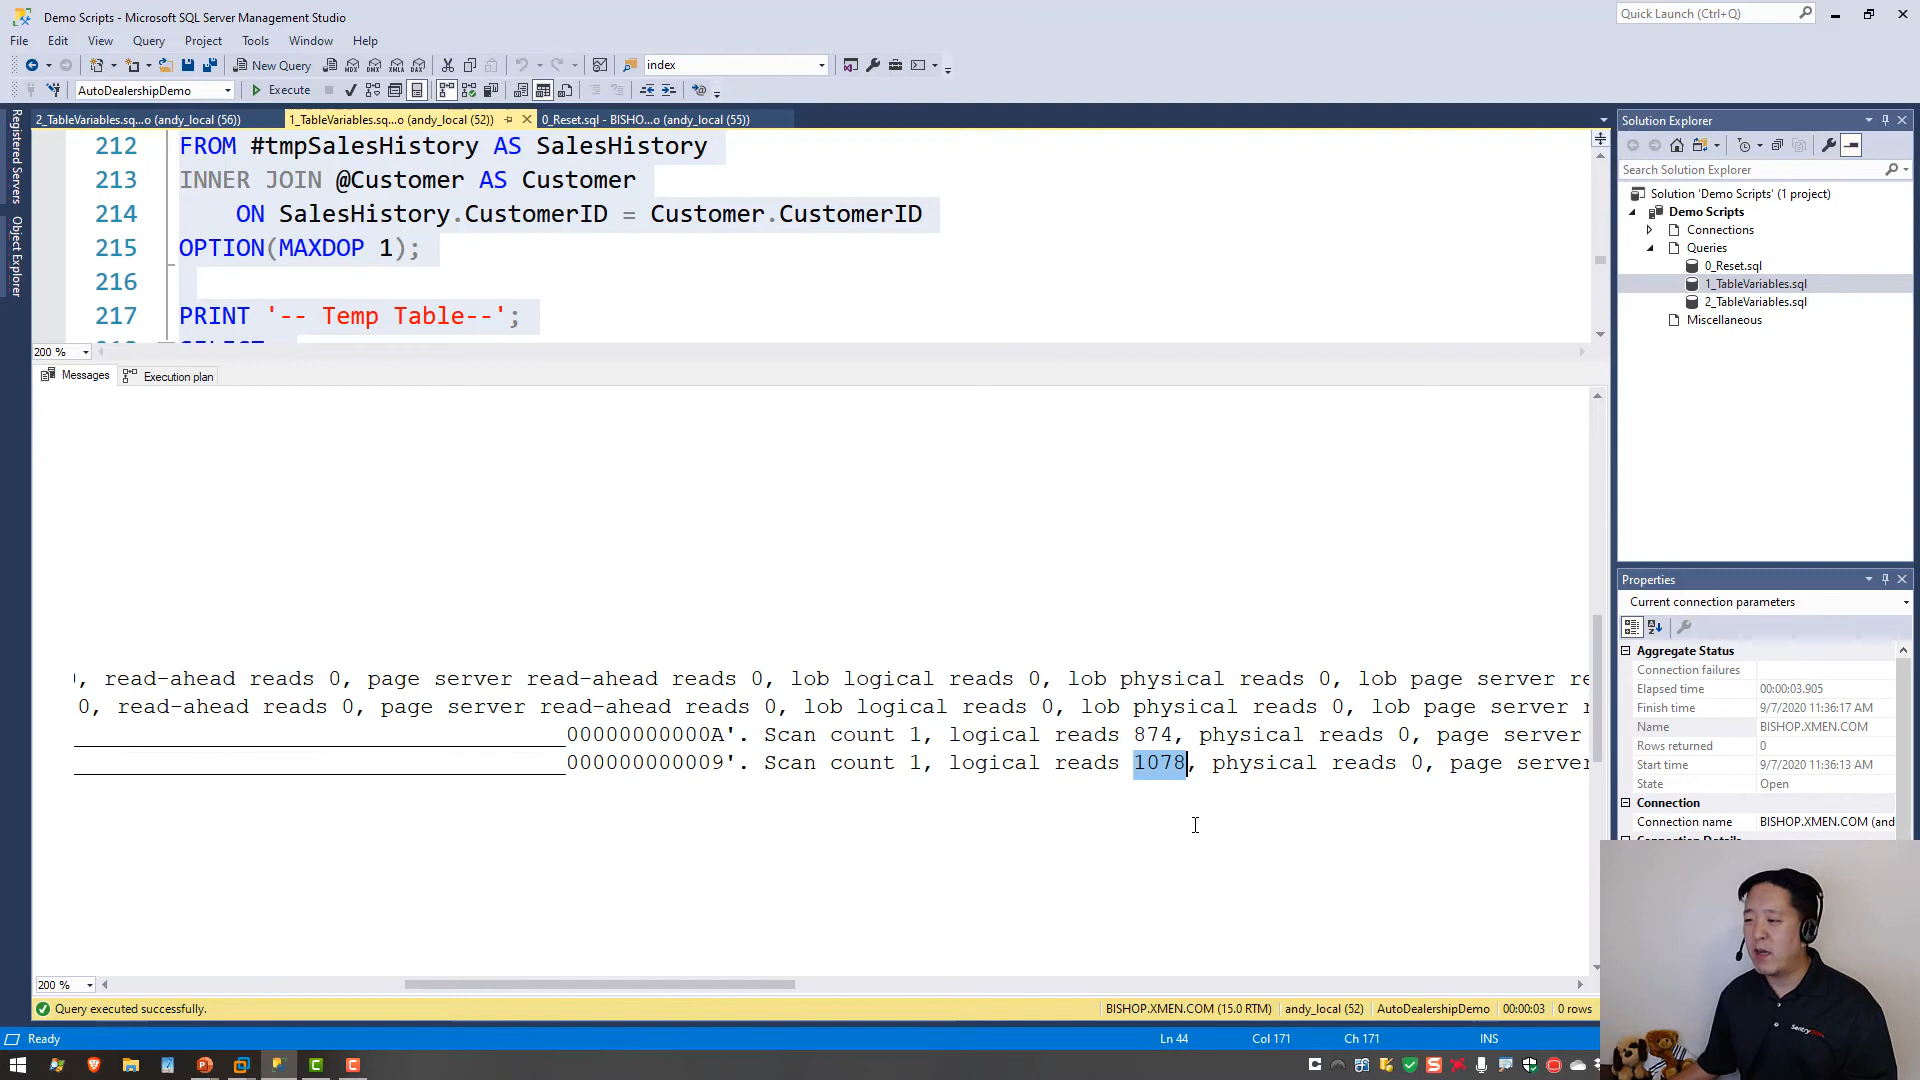 Demo Scripts - Microsoft SQL Server Management Studio
Quick Launch (Ctrl+Q)
File Edit View Query Project Tools Window Help
New Query
index
AutoDealershipDemo
Execute
2_TableVariables.sq...o (andy_local (56))
1_TableVariables.sq...o (andy_local (52))
0_Reset.sql - BISHO...o (andy_local (55))
Registered Servers
Object Explorer
212 FROM #tmpSalesHistory AS SalesHistory
213 INNER JOIN @Customer AS Customer
214 ON SalesHistory.CustomerID = Customer.CustomerID
215 OPTION(MAXDOP 1);
216
217 PRINT '-- Temp Table--';
200 %
Messages
Execution plan
), read-ahead reads 0, page server read-ahead reads 0, lob logical reads 0, lob physical reads 0, lob page server re
0, read-ahead reads 0, page server read-ahead reads 0, lob logical reads 0, lob physical reads 0, lob page server r
00000000000A'. Scan count 1, logical reads 874, physical reads 0, page server
000000000009'. Scan count 1, logical reads 1078, physical reads 0, page server
200 %
Query executed successfully.
BISHOP.XMEN.COM (15.0 RTM)
andy_local (52)
AutoDealershipDemo
00:00:03
0 rows
Ready
Ln 44
Col 171
Ch 171
INS
Solution Explorer
Search Solution Explorer
Solution 'Demo Scripts' (1 project)
Demo Scripts
Connections
Queries
0_Reset.sql
1_TableVariables.sql
2_TableVariables.sql
Miscellaneous
Properties
Current connection parameters
Aggregate Status
Connection failures
Elapsed time 00:00:03.905
Finish time 9/7/2020 11:36:17 AM
Name BISHOP.XMEN.COM
Rows returned 0
Start time 9/7/2020 11:36:13 AM
State Open
Connection
Connection name BISHOP.XMEN.COM (and